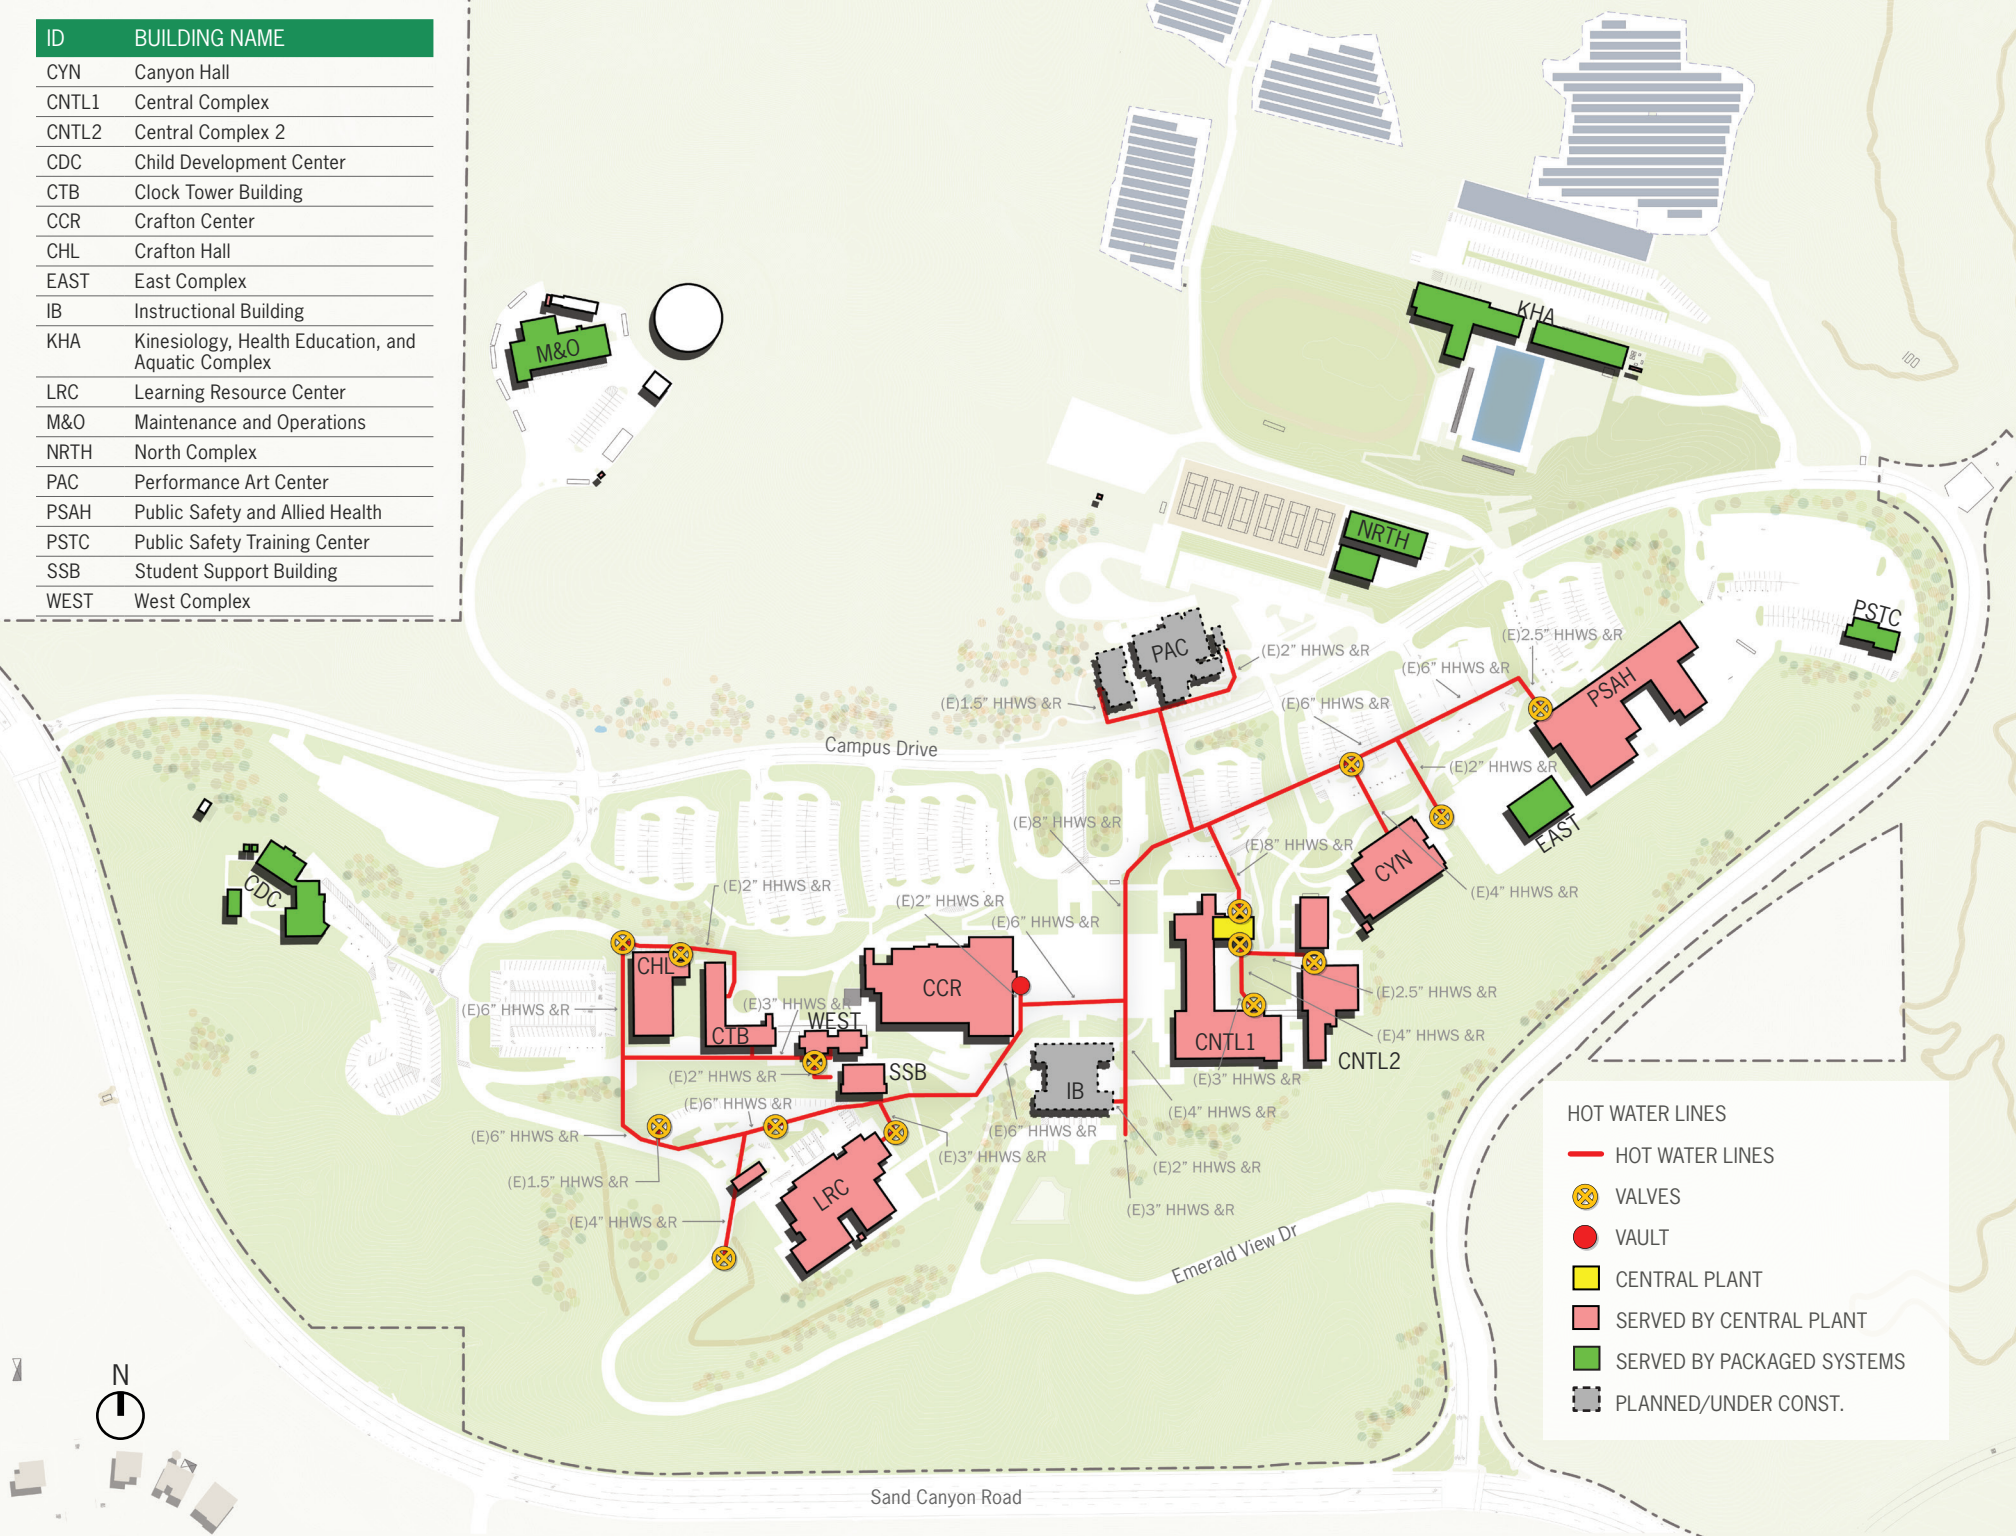 ID BUILDING NAME
CYN Canyon Hall
CNTL1 Central Complex
CNTL2 Central Complex 2
CDC Child Development Center
CTB Clock Tower Building
CCR Crafton Center
CHL Crafton Hall
EAST East Complex
IB Instructional Building
KHA Kinesiology, Health Education, and
Aquatic Complex
LRC Learning Resource Center
M&O Maintenance and Operations
NRTH North Complex
PAC Performance Art Center
PSAH Public Safety and Allied Health
PSTC Public Safety Training Center
SSB Student Support Building
WEST West Complex
KHA
M&O
NRTH
PSTC
(E)2.5" HHWS &R
(E)2" HHWS &R
PAC
(E)6" HHWS &R
PSAH
(E)1.5" HHWS &R
(E)6" HHWS &R
Campus Drive
(E)2" HHWS &R
(E)8" HHWS &R
EAST
(E)8" HHWS &R
CYN
CDC
(E)2" HHWS &R
(E)4" HHWS &R
(E)2" HHWS &R
(E)6" HHWS &R
CHL
CCR
(E)2.5" HHWS &R
(E)3" HHWS &R
(E)6" HHWS &R
WEST
CTB
(E)4" HHWS &R
CNTL1
CNTL2
SSB
(E)2" HHWS &R
(E)3" HHWS &R
IB
(E)6" HHWS &R
(E)4" HHWS &R
(E)6" HHWS &R
(E)6" HHWS &R
(E)3" HHWS &R
(E)2" HHWS &R
(E)1.5" HHWS &R
LRC
(E)3" HHWS &R
(E)4" HHWS &R
Emerald View Dr
HOT WATER LINES
HOT WATER LINES
VALVES
VAULT
CENTRAL PLANT
SERVED BY CENTRAL PLANT
SERVED BY PACKAGED SYSTEMS
PLANNED/UNDER CONST.
N
Sand Canyon Road